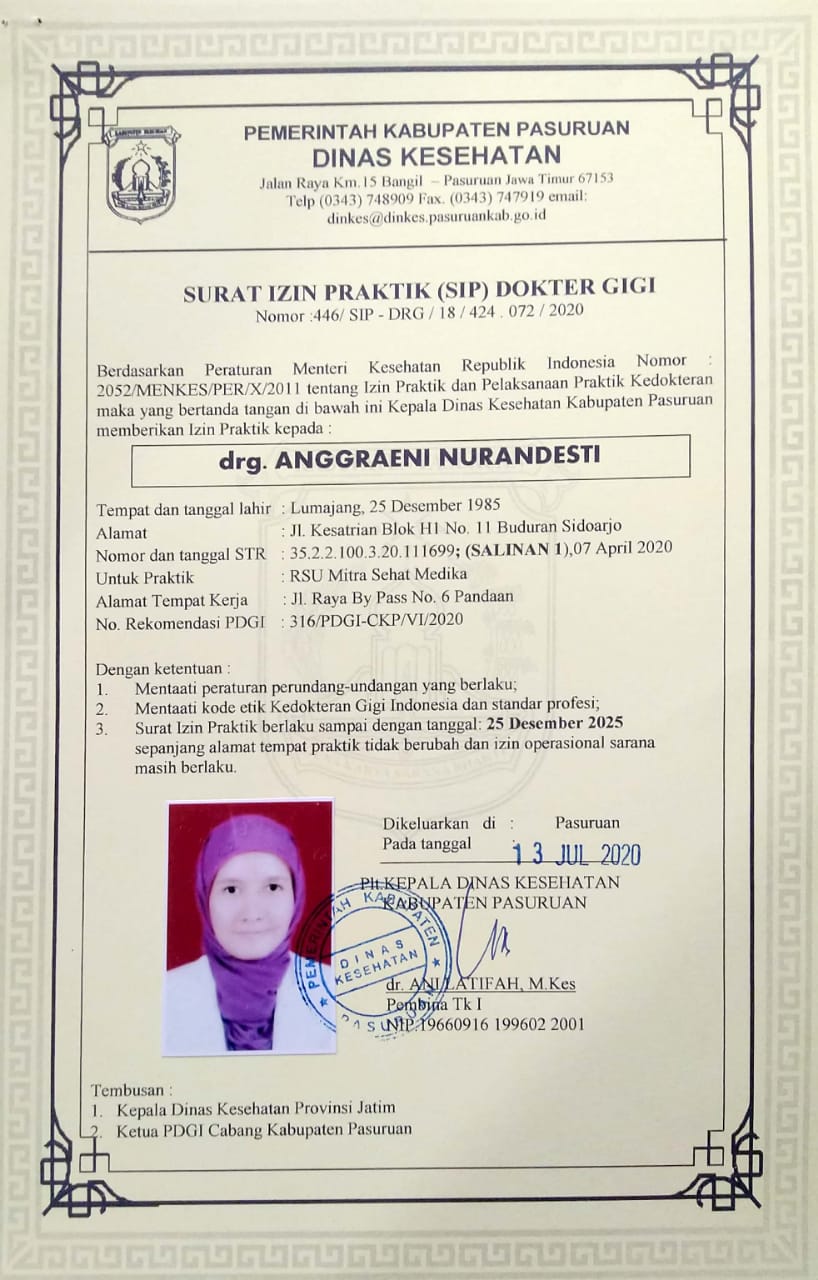 KABUPATEN PASURUAN
PEMERINTAH KABUPATEN PASURUAN
DINAS KESEHATAN
Jalan Raya Km.15 Bangil – Pasuruan Jawa Timur 67153
Telp (0343) 748909 Fax. (0343) 747919 email:
dinkes@dinkes.pasuruankab.go.id
SURAT IZIN PRAKTIK (SIP) DOKTER GIGI
Nomor :446/ SIP - DRG / 18 / 424 . 072 / 2020
Berdasarkan Peraturan Menteri Kesehatan Republik Indonesia Nomor :
2052/MENKES/PER/X/2011 tentang Izin Praktik dan Pelaksanaan Praktik Kedokteran
maka yang bertanda tangan di bawah ini Kepala Dinas Kesehatan Kabupaten Pasuruan
memberikan Izin Praktik kepada :
drg. ANGGRAENI NURANDESTI
Tempat dan tanggal lahir : Lumajang, 25 Desember 1985
Alamat : Jl. Kesatrian Blok H1 No. 11 Buduran Sidoarjo
Nomor dan tanggal STR : 35.2.2.100.3.20.111699; (SALINAN 1),07 April 2020
Untuk Praktik : RSU Mitra Sehat Medika
Alamat Tempat Kerja : Jl. Raya By Pass No. 6 Pandaan
No. Rekomendasi PDGI : 316/PDGI-CKP/VI/2020
Dengan ketentuan :
1. Mentaati peraturan perundang-undangan yang berlaku;
2. Mentaati kode etik Kedokteran Gigi Indonesia dan standar profesi;
3. Surat Izin Praktik berlaku sampai dengan tanggal: 25 Desember 2025
sepanjang alamat tempat praktik tidak berubah dan izin operasional sarana
masih berlaku.
Dikeluarkan di : Pasuruan
Pada tanggal : 13 JUL 2020
Plt.KEPALA DINAS KESEHATAN
KABUPATEN PASURUAN
PEMERINTAH KABUPATEN
DINAS
KESEHATAN
PASURUAN
dr. ANI LATIFAH, M.Kes
Pembina Tk I
NIP.19660916 199602 2001
Tembusan :
1. Kepala Dinas Kesehatan Provinsi Jatim
2. Ketua PDGI Cabang Kabupaten Pasuruan